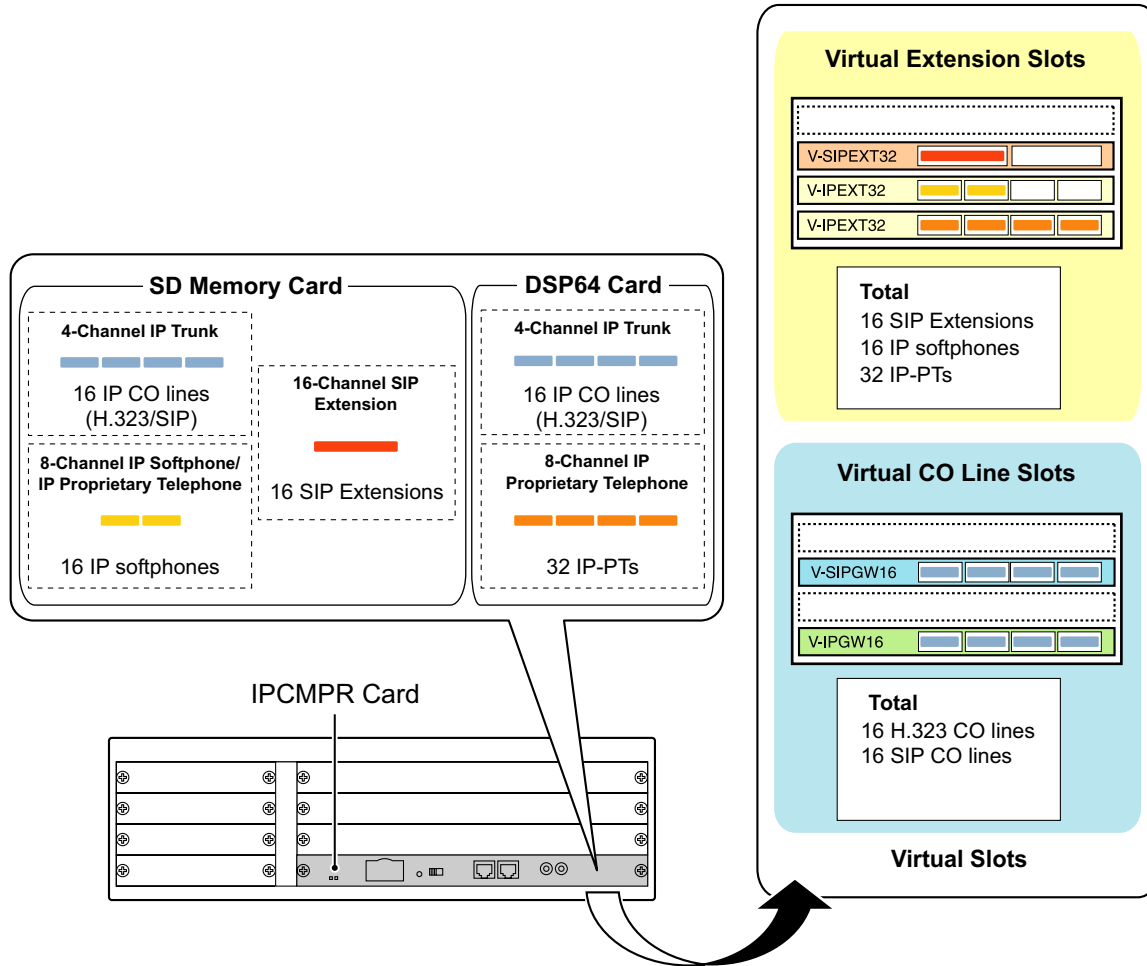 Virtual Extension Slots
V-SIPEXT32
V-IPEXT32
V-IPEXT32
Total
16 SIP Extensions
16 IP softphones
32 IP-PTs
SD Memory Card
4-Channel IP Trunk
16 IP CO lines
(H.323/SIP)
8-Channel IP Softphone/
IP Proprietary Telephone
16 IP softphones
16-Channel SIP
Extension
16 SIP Extensions
DSP64 Card
4-Channel IP Trunk
16 IP CO lines
(H.323/SIP)
8-Channel IP
Proprietary Telephone
32 IP-PTs
Virtual CO Line Slots
V-SIPGW16
V-IPGW16
Total
16 H.323 CO lines
16 SIP CO lines
Virtual Slots
IPCMPR Card